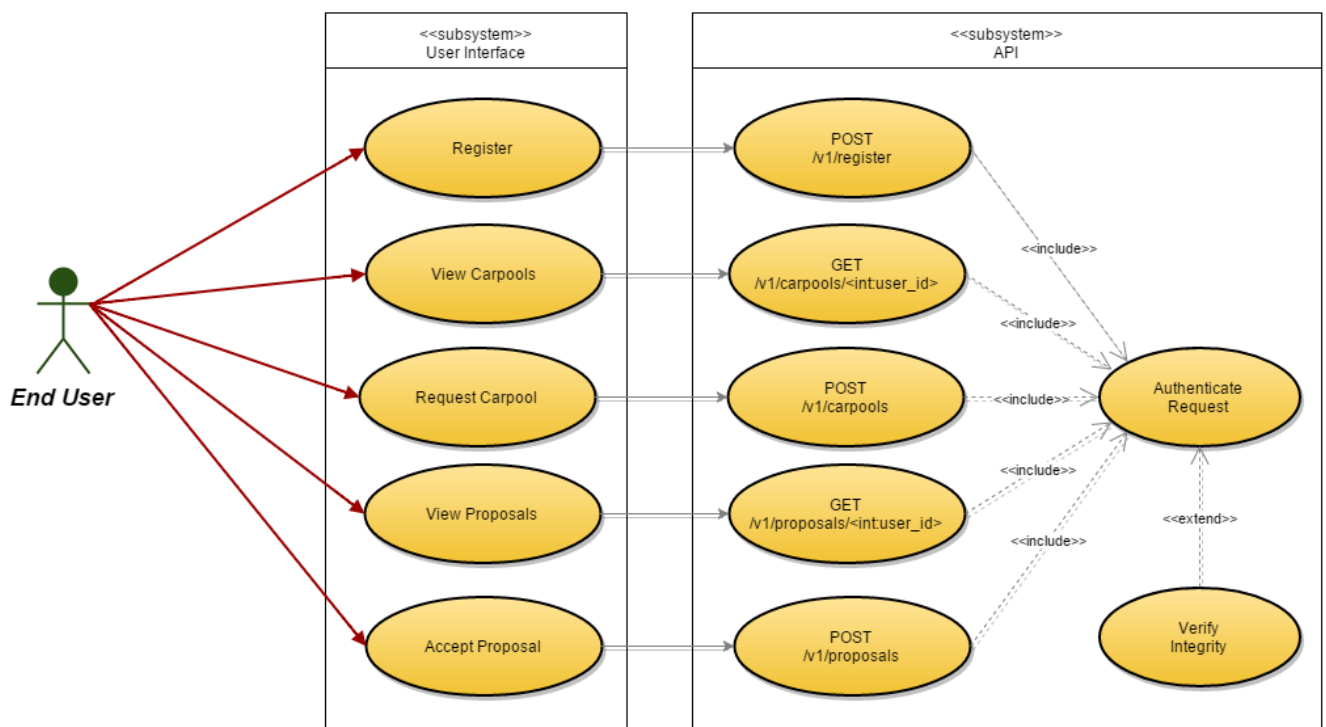 <<subsystem>>
User Interface
<<subsystem>>
API
Register
POST
/v1/register
<<include>>
View Carpools
GET
/v1/carpools/<int:user_id>
<<include>>
End User
Request Carpool
POST
/v1/carpools
<<include>>
Authenticate
Request
View Proposals
GET
/v1/proposals/<int:user_id>
<<include>>
<<extend>>
<<include>>
Accept Proposal
POST
/v1/proposals
Verify
Integrity